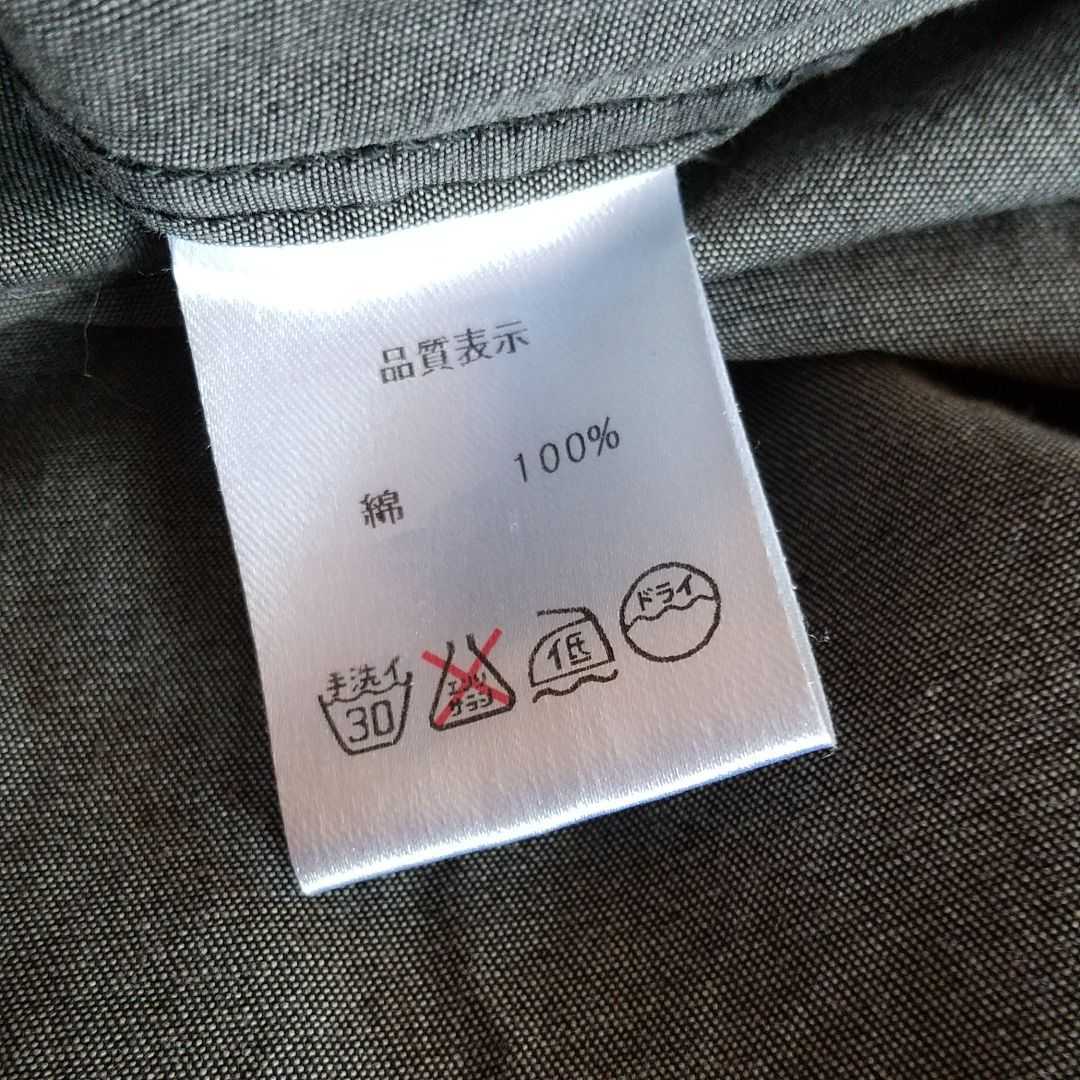 品質表示
綿 100%
手洗イ 30
エンソ サラシ
低
ドライ